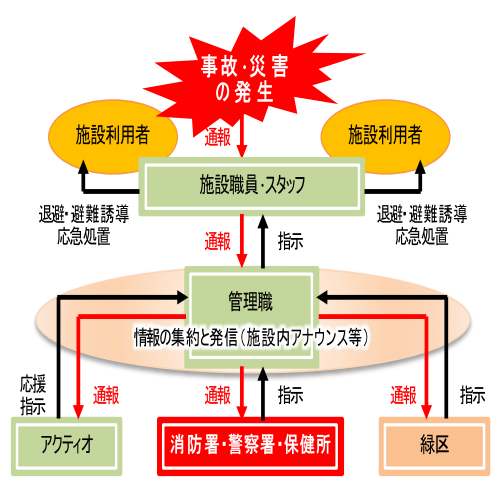 事故・災害
の発生
通報
施設利用者
施設利用者
施設職員・スタッフ
退避・避難誘導
応急処置
退避・避難誘導
応急処置
通報
指示
管理職
情報の集約と発信（施設内アナウンス等）
応援
指示
通報
通報
指示
通報
指示
アクティオ
消防署・警察署・保健所
緑区